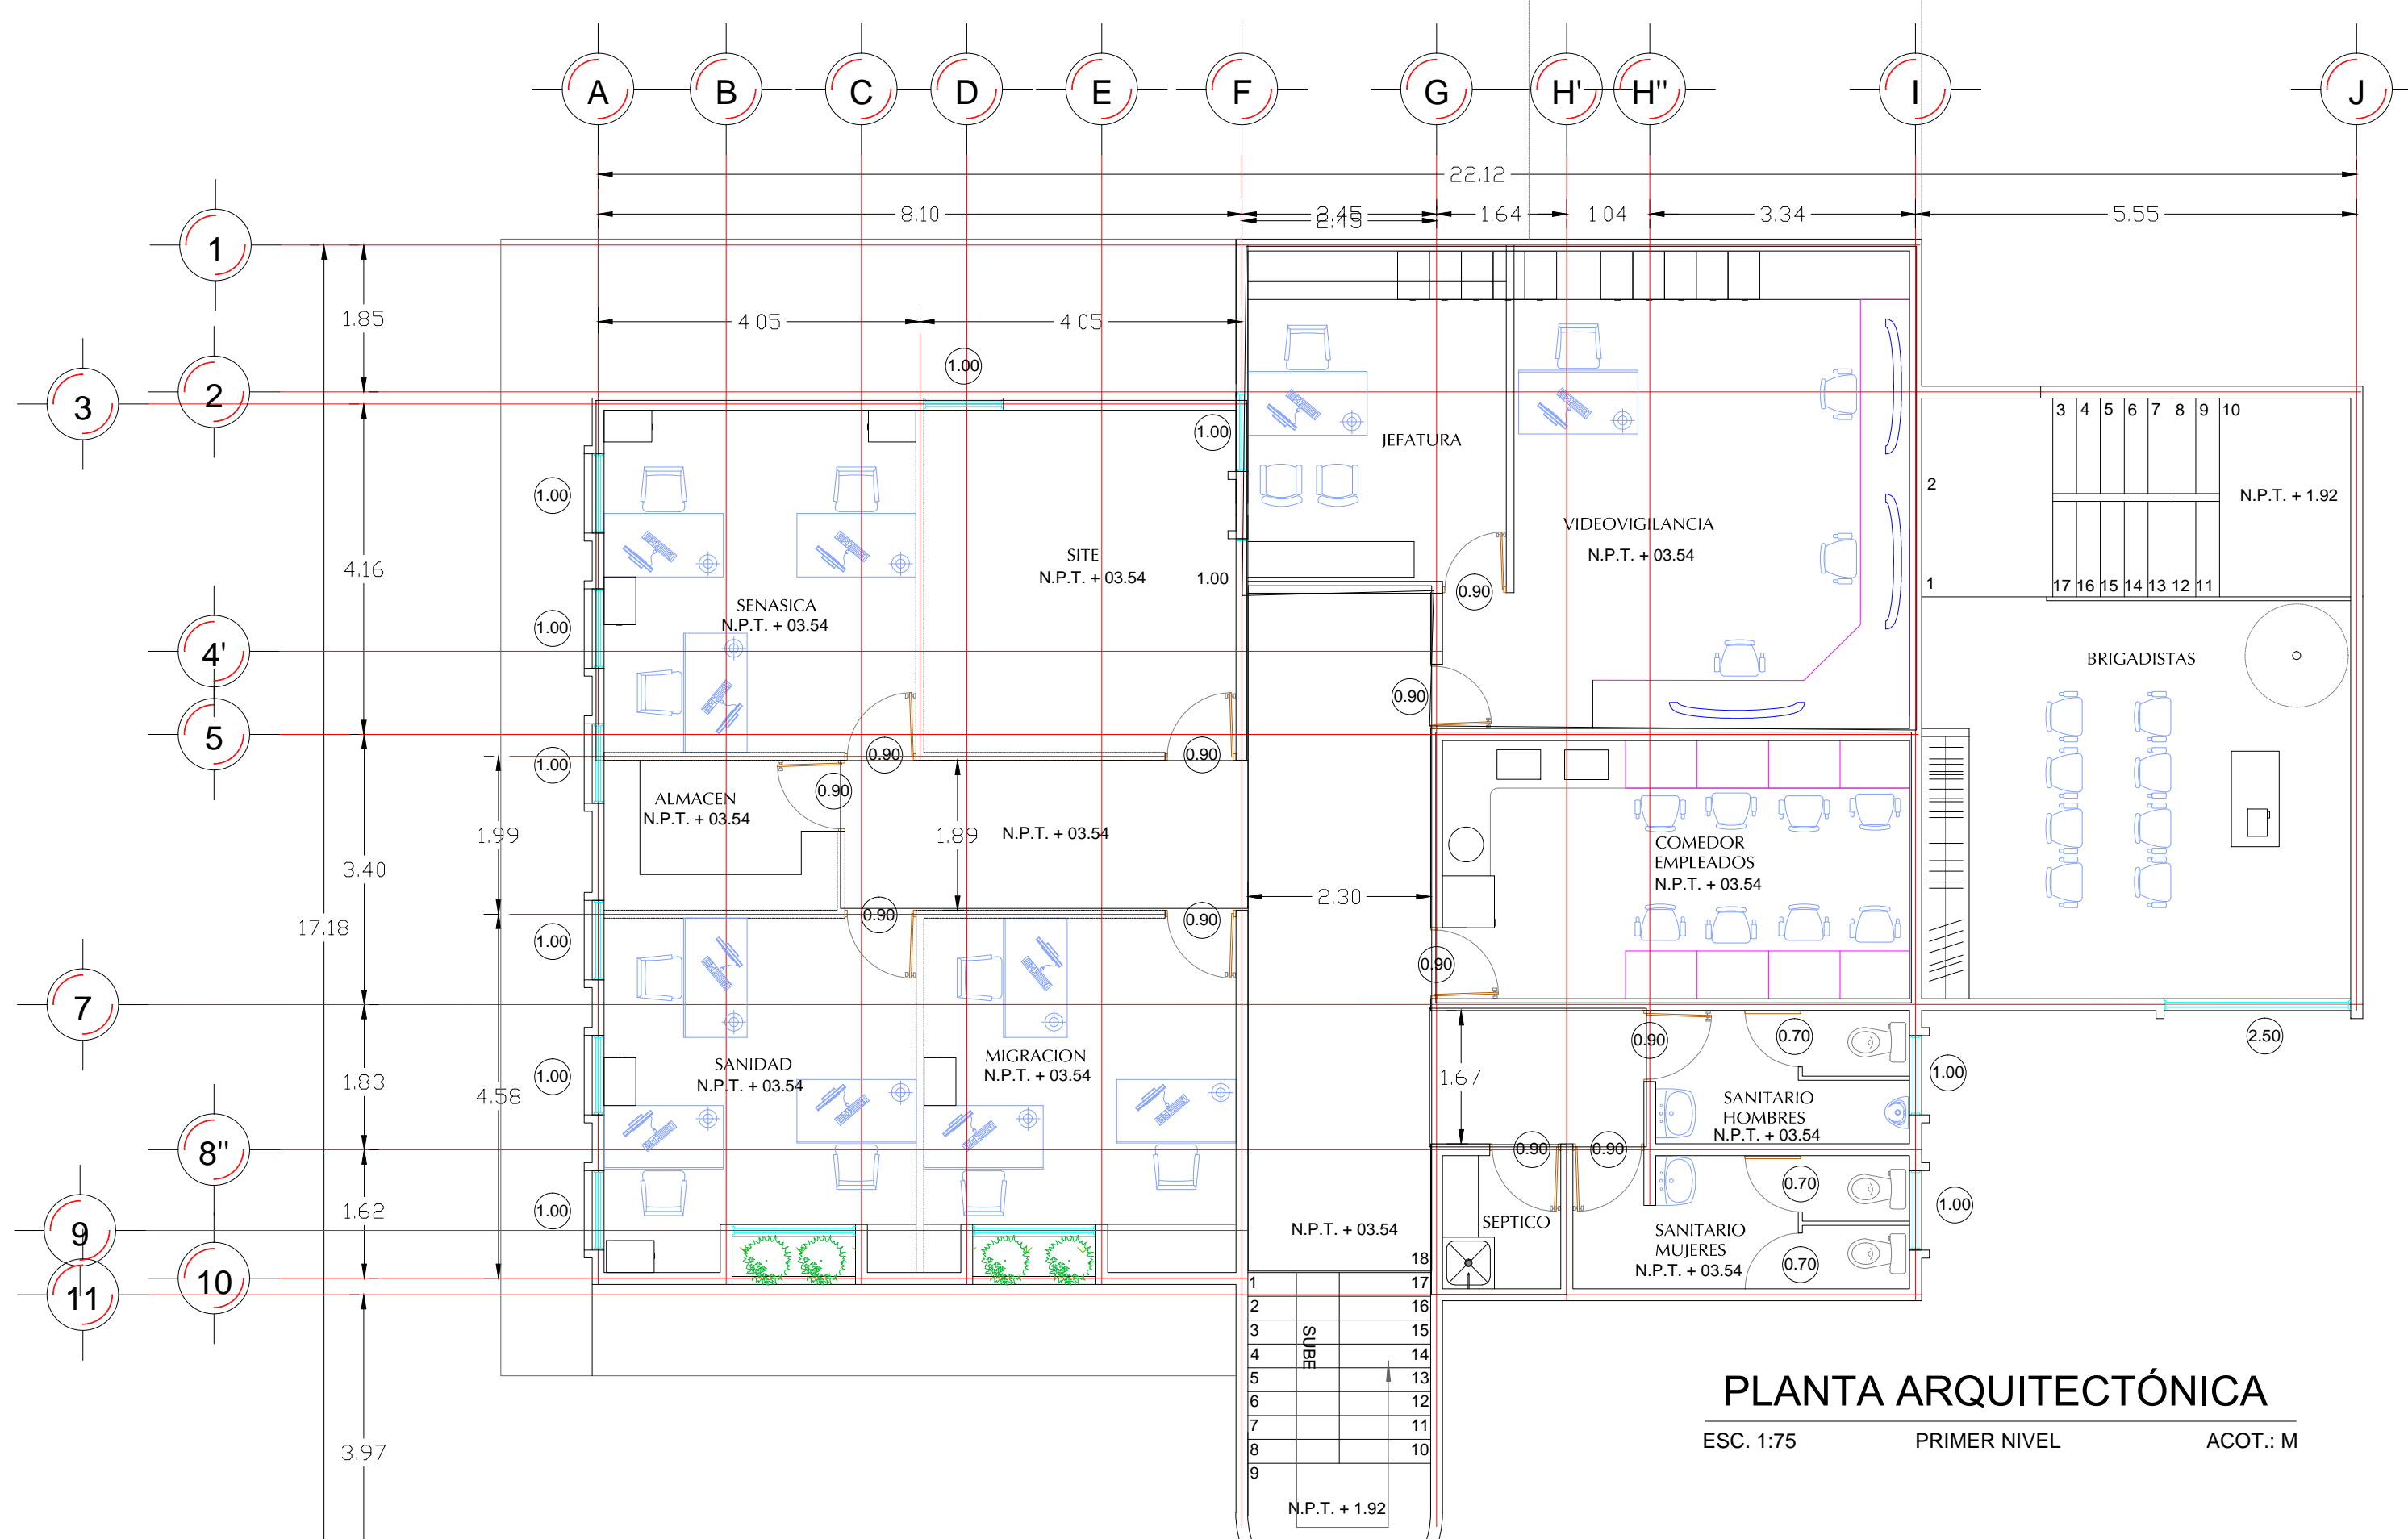 A B C D E F G H' H'' I J
22.12
8.10 2.45 1.64 1.04 3.34 5.55
2.49
1
1.85
4.05 4.05
1.00
2
3
3 4 5 6 7 8 9 10
1.00
JEFATURA
1.00
2
N.P.T. + 1.92
VIDEOVIGILANCIA
N.P.T. + 03.54
SITE
N.P.T. + 03.54
1.00
4.16
0.90
1
17 16 15 14 13 12 11
SENASICA
N.P.T. + 03.54
1.00
4'
BRIGADISTAS
0.90
5
0.90
0.90
1.00
0.90
ALMACEN
N.P.T. + 03.54
1.99
1.89
N.P.T. + 03.54
COMEDOR
EMPLEADOS
N.P.T. + 03.54
3.40
2.30
0.90
0.90
17.18
1.00
0.90
7
0.90
0.70
2.50
SANIDAD
N.P.T. + 03.54
MIGRACION
N.P.T. + 03.54
1.00
1.67
1.00
1.83
4.58
SANITARIO
HOMBRES
N.P.T. + 03.54
8''
0.90
0.90
0.70
1.62
1.00
1.00
SEPTICO
SANITARIO
MUJERES
N.P.T. + 03.54
N.P.T. + 03.54
9
0.70
10
11
18
1 17
2 16
3 15
4 14
5 13
6 12
7 11
8 10
9
SUBE
N.P.T. + 1.92
3.97
PLANTA ARQUITECTÓNICA
ESC. 1:75 PRIMER NIVEL ACOT.: M